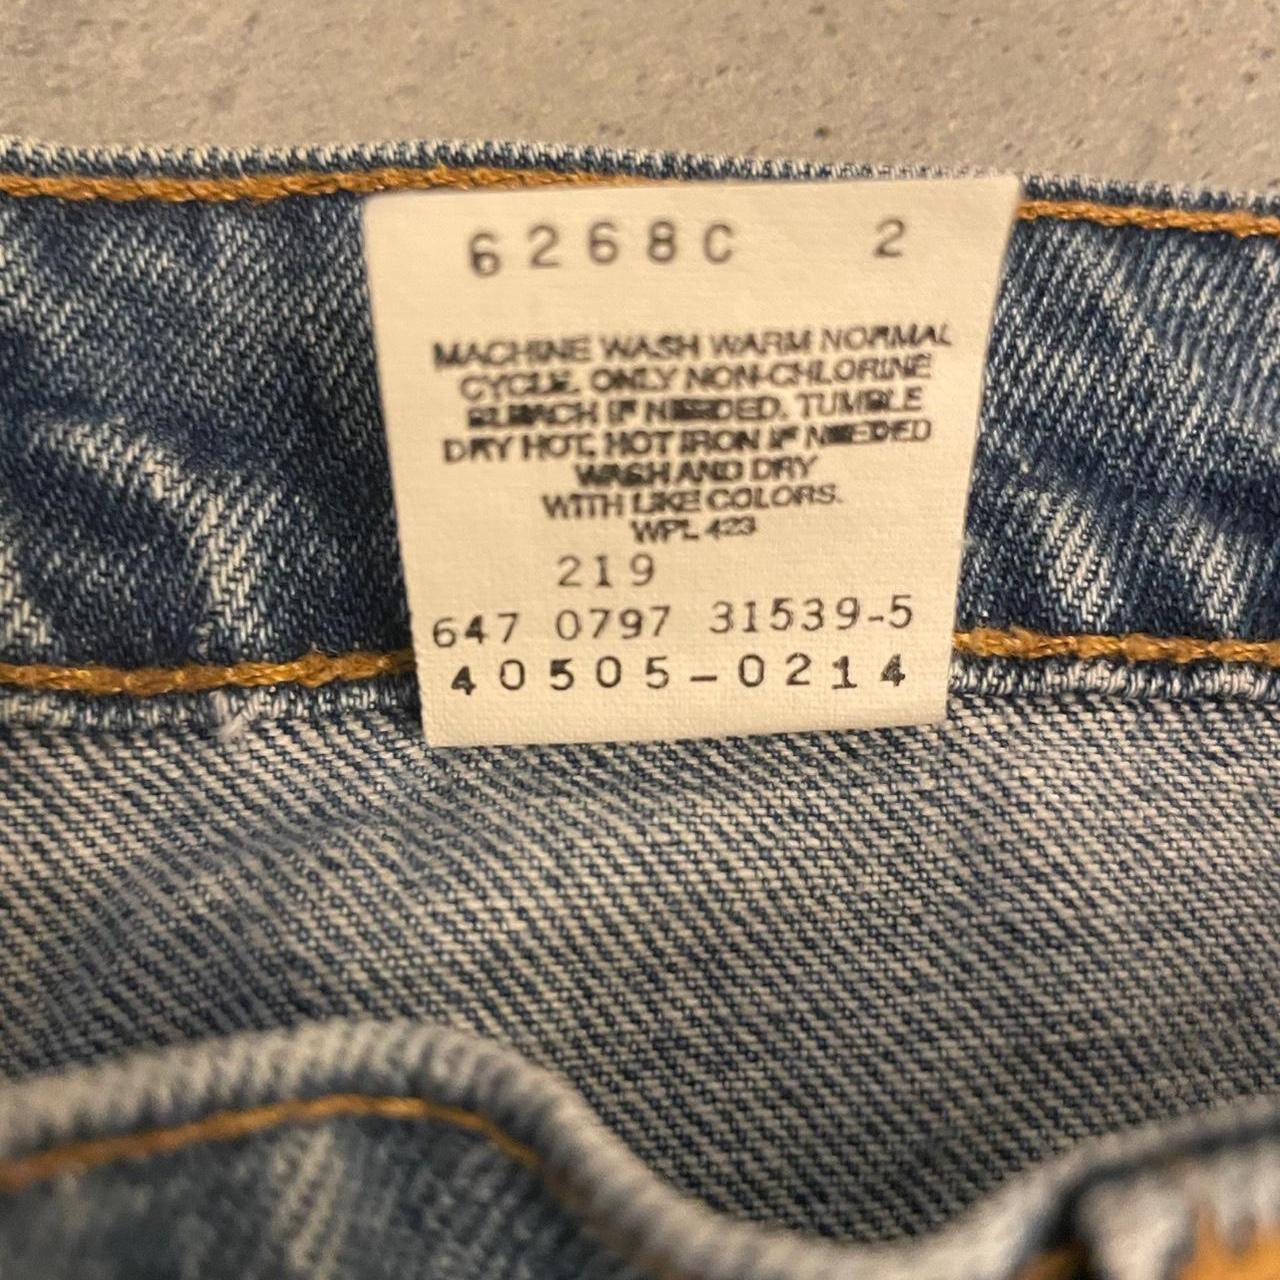 6268C 2
MACHINE WASH WARM NORMAL
CYCLE. ONLY NON-CHLORINE
BLEACH IF NEEDED. TUMBLE
DRY HOT, HOT IRON IF NEEDED
WASH AND DRY
WITH LIKE COLORS.
WPL 423
219
647 0797 31539-5
40505-0214